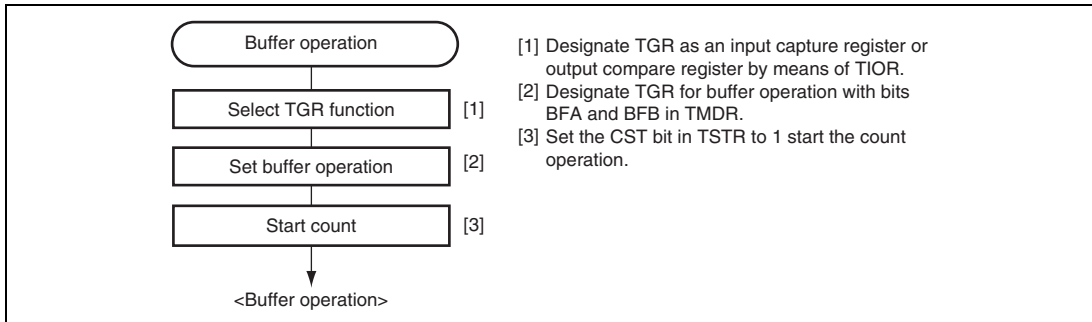 Buffer operation
Select TGR function
[1]
Set buffer operation
[2]
Start count
[3]
<Buffer operation>
[1] Designate TGR as an input capture register or
output compare register by means of TIOR.
[2] Designate TGR for buffer operation with bits
BFA and BFB in TMDR.
[3] Set the CST bit in TSTR to 1 start the count
operation.